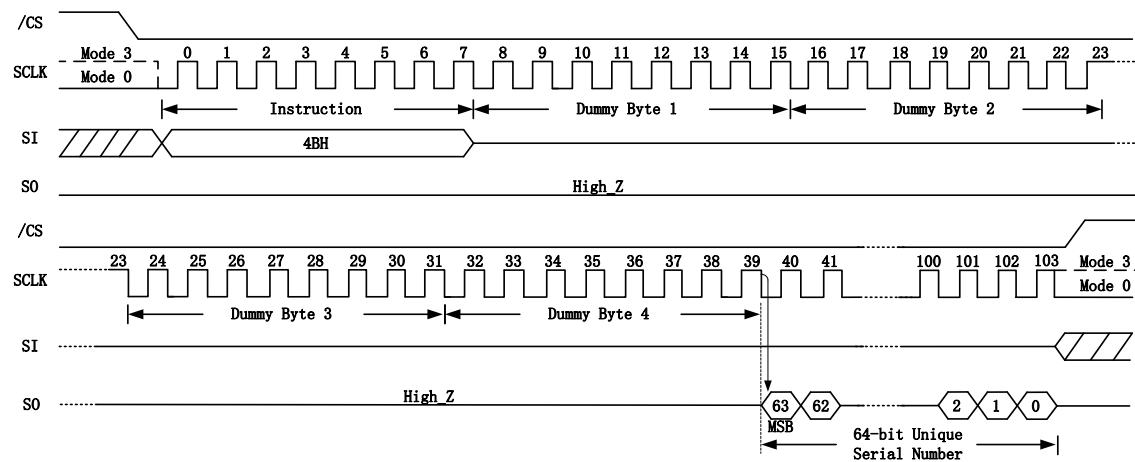 /CS
Mode 3 0 1 2 3 4 5 6 7 8 9 10 11 12 13 14 15 16 17 18 19 20 21 22 23
SCLK
Mode 0
Instruction Dummy Byte 1 Dummy Byte 2
SI
4BH
SO
High_Z
/CS
23 24 25 26 27 28 29 30 31 32 33 34 35 36 37 38 39 40 41 100 101 102 103 Mode 3
SCLK
Mode 0
Dummy Byte 3 Dummy Byte 4
SI
SO
High_Z
63 62 2 1 0
MSB
64-bit Unique
Serial Number